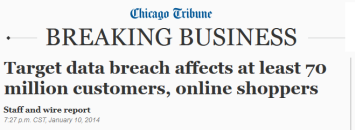 Chicago Tribune
BREAKING BUSINESS
Target data breach affects at least 70
million customers, online shoppers
Staff and wire report
7:27 p.m. CST, January 10, 2014